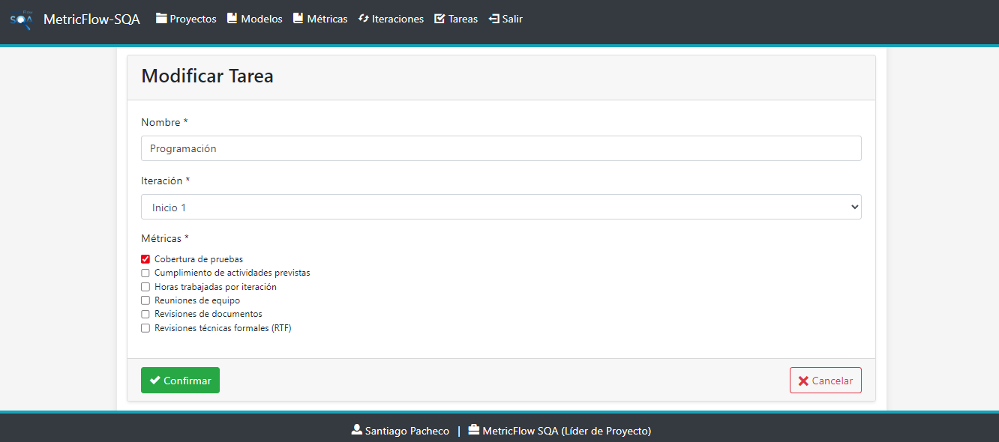 Flow
SQA
MetricFlow-SQA Proyectos Modelos Métricas Iteraciones Tareas Salir
Modificar Tarea
Nombre *
Programación
Iteración *
Inicio 1
Métricas *
Cobertura de pruebas
Cumplimiento de actividades previstas
Horas trabajadas por iteración
Reuniones de equipo
Revisiones de documentos
Revisiones técnicas formales (RTF)
Confirmar Cancelar
Santiago Pacheco | MetricFlow SQA (Líder de Proyecto)